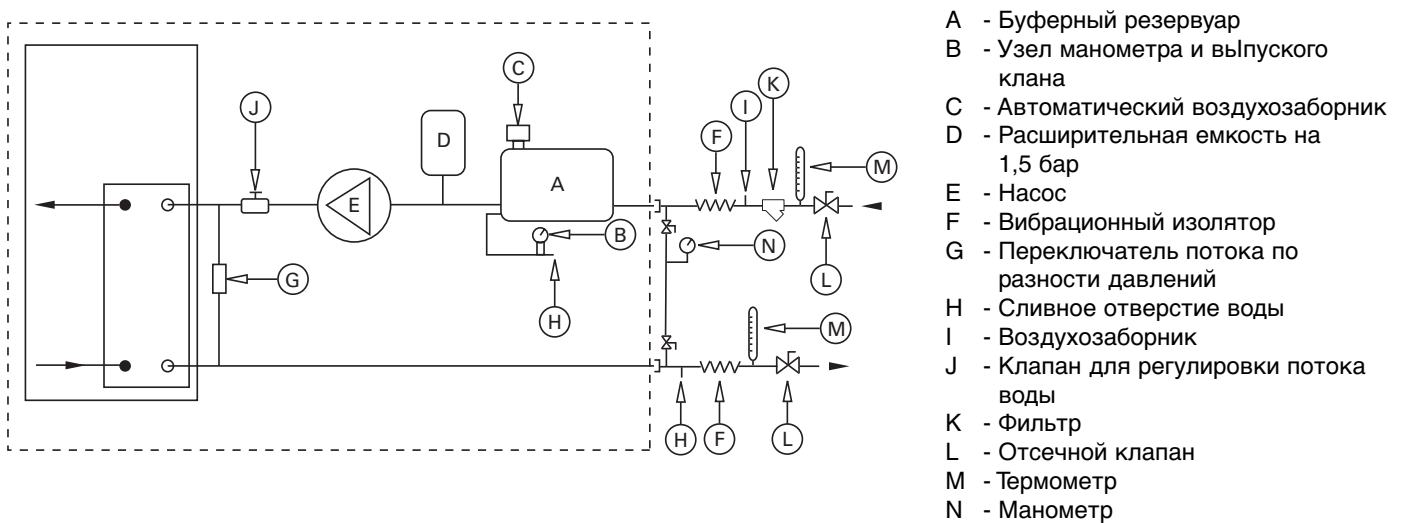 C
K
J
I
F
D
M
A
E
B
N
G
L
H
M
H
F
L
A - Буферный резервуар
B - Узел манометра и выIпуского
клана
C - Автоматический воздухозаборник
D - Расширительная емкость на
1,5 бар
E - Насос
F - Вибрационный изолятор
G - Переключатель потока по
разности давлений
H - Сливное отверстие воды
I - Воздухозаборник
J - Клапан для регулировки потока
воды
K - Фильтр
L - Отсечной клапан
M - Термометр
N - Манометр